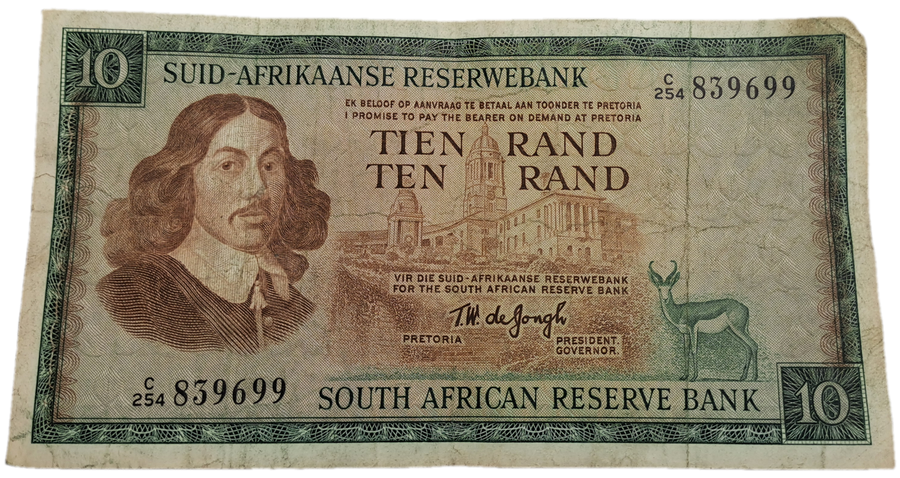 10
SUID-AFRIKAANSE RESERWEBANK
C/254 839699
EK BELOOF OP AANVRAAG TE BETAAL AAN TOONDER TE PRETORIA
I PROMISE TO PAY THE BEARER ON DEMAND AT PRETORIA
TIEN RAND
TEN RAND
VIR DIE SUID-AFRIKAANSE RESERWEBANK
FOR THE SOUTH AFRICAN RESERVE BANK
T.W. de Jongh
PRETORIA
PRESIDENT.
GOVERNOR.
C/254 839699
SOUTH AFRICAN RESERVE BANK
10